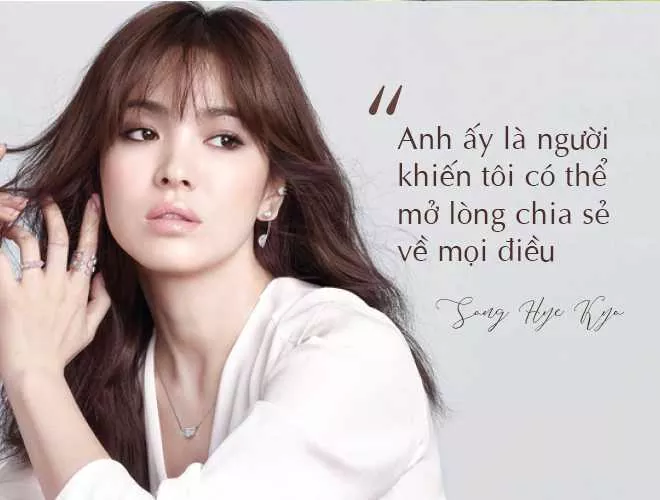 “
Anh ấy là người
khiến tôi có thể
mở lòng chia sẻ
về mọi điều
Song Hye Kyo